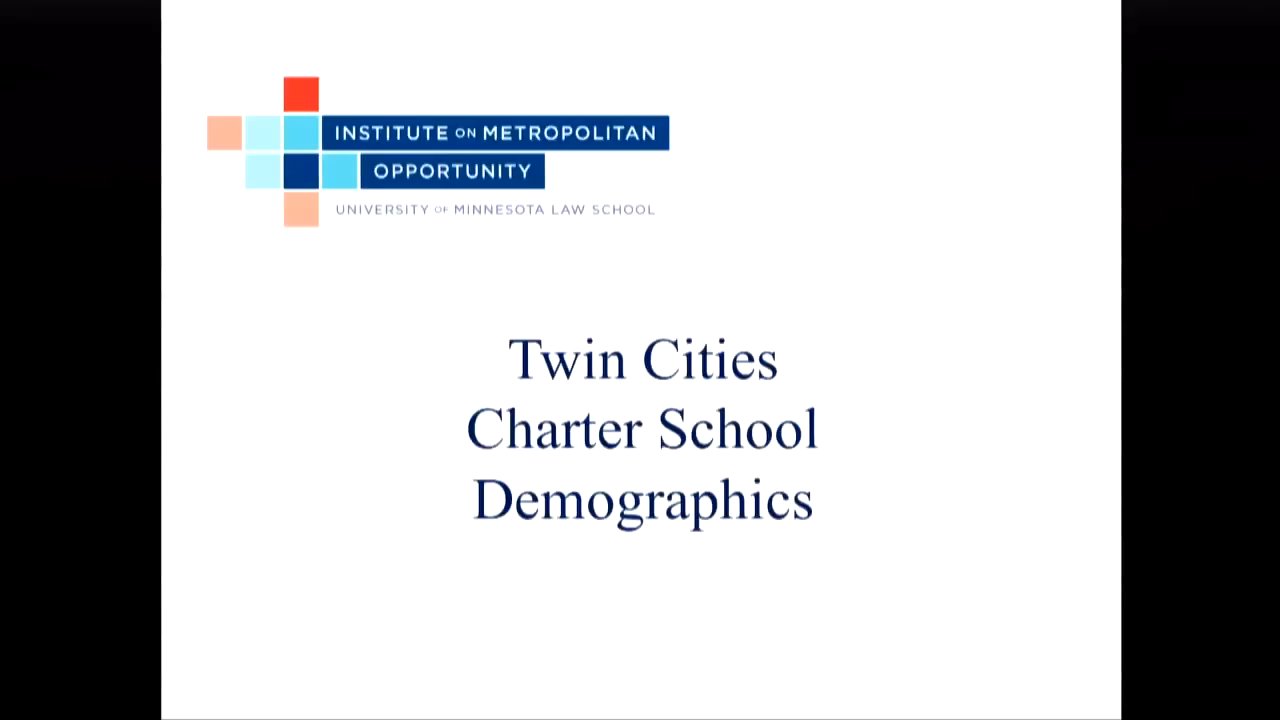 INSTITUTE ON METROPOLITAN
OPPORTUNITY
UNIVERSITY OF MINNESOTA LAW SCHOOL
Twin Cities
Charter School
Demographics